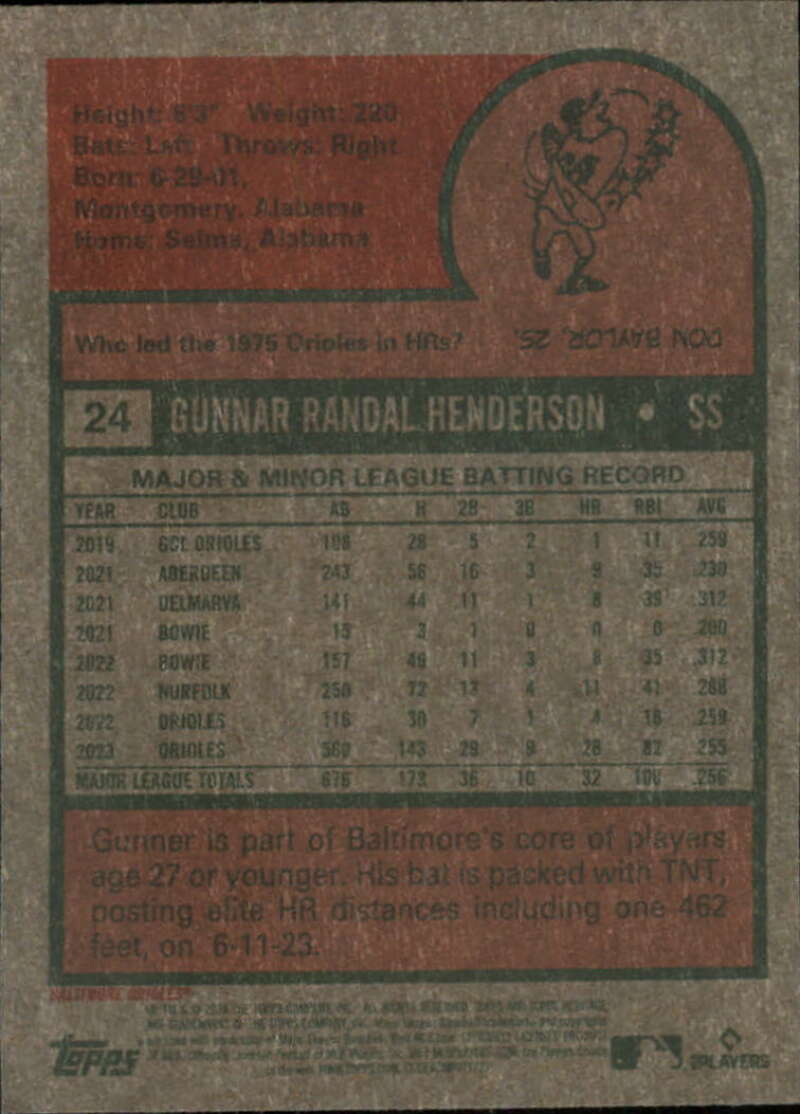 Height: 6'3" Weight: 220
Bats: Left Throws: Right
Born: 6-29-01,
Montgomery, Alabama
Home: Selma, Alabama
Who led the 1975 Orioles in HRs?
DON BAYLOR, 25.
24 GUNNAR RANDAL HENDERSON • SS
MAJOR & MINOR LEAGUE BATTING RECORD
YEAR CLUB AB H 2B 3B HR RBI AVG
2019 GCL ORIOLES 108 28 5 2 1 11 .259
2021 ABERDEEN 243 56 16 3 9 35 .230
2021 DELMARVA 141 44 11 1 8 39 .312
2021 BOWIE 15 3 1 0 0 0 .200
2022 BOWIE 157 49 11 3 8 35 .312
2022 NORFOLK 250 72 13 4 11 41 .288
2022 ORIOLES 116 30 7 1 4 18 .259
2023 ORIOLES 560 143 29 9 28 82 .255
MAJOR LEAGUE TOTALS 676 173 36 10 32 100 .256
Gunnar is part of Baltimore's core of players
age 27 or younger. His bat is packed with TNT,
posting elite HR distances including one 462
feet, on 6-11-23.
BALTIMORE ORIOLES
Topps
PLAYERS